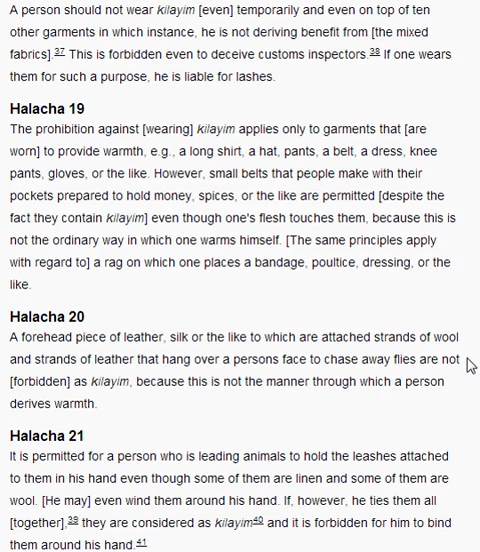 A person should not wear kilayim [even] temporarily and even on top of ten
other garments in which instance, he is not deriving benefit from [the mixed
fabrics].37 This is forbidden even to deceive customs inspectors.38 If one wears
them for such a purpose, he is liable for lashes.
Halacha 19
The prohibition against [wearing] kilayim applies only to garments that [are
worn] to provide warmth, e.g., a long shirt, a hat, pants, a belt, a dress, knee
pants, gloves, or the like. However, small belts that people make with their
pockets prepared to hold money, spices, or the like are permitted [despite the
fact they contain kilayim] even though one's flesh touches them, because this is
not the ordinary way in which one warms himself. [The same principles apply
with regard to] a rag on which one places a bandage, poultice, dressing, or the
like.
Halacha 20
A forehead piece of leather, silk or the like to which are attached strands of wool
and strands of leather that hang over a persons face to chase away flies are not
[forbidden] as kilayim, because this is not the manner through which a person
derives warmth.
Halacha 21
It is permitted for a person who is leading animals to hold the leashes attached
to them in his hand even though some of them are linen and some of them are
wool. [He may] even wind them around his hand. If, however, he ties them all
[together],39 they are considered as kilayim40 and it is forbidden for him to bind
them around his hand.41